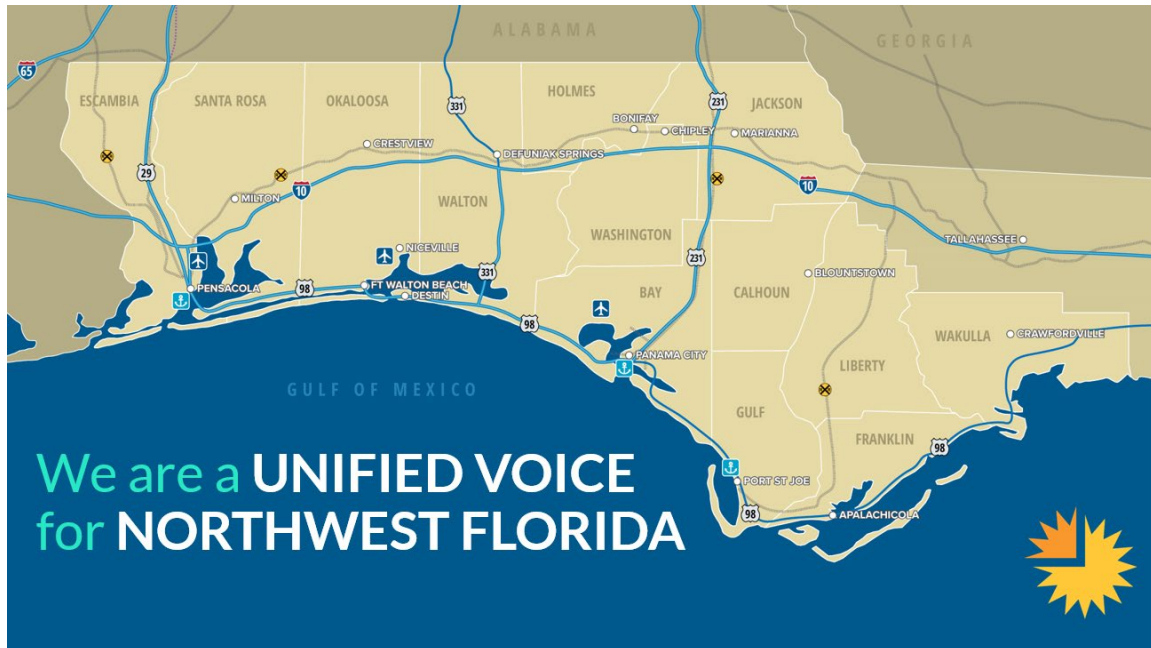 ALABAMA
GEORGIA
65
ESCAMBIA
SANTA ROSA
OKALOOSA
HOLMES
JACKSON
331
231
BONIFAY
CHIPLEY
MARIANNA
CRESTVIEW
DEFUNIAK SPRINGS
29
10
10
MILTON
WALTON
WASHINGTON
TALLAHASSEE
NICEVILLE
231
331
BLOUNTSTOWN
PENSACOLA
98
FT WALTON BEACH
DESTIN
BAY
CALHOUN
98
WAKULLA
CRAWFORDVILLE
PANAMA CITY
LIBERTY
GULF OF MEXICO
GULF
FRANKLIN
98
PORT ST JOE
98
APALACHICOLA
We are a UNIFIED VOICE
for NORTHWEST FLORIDA